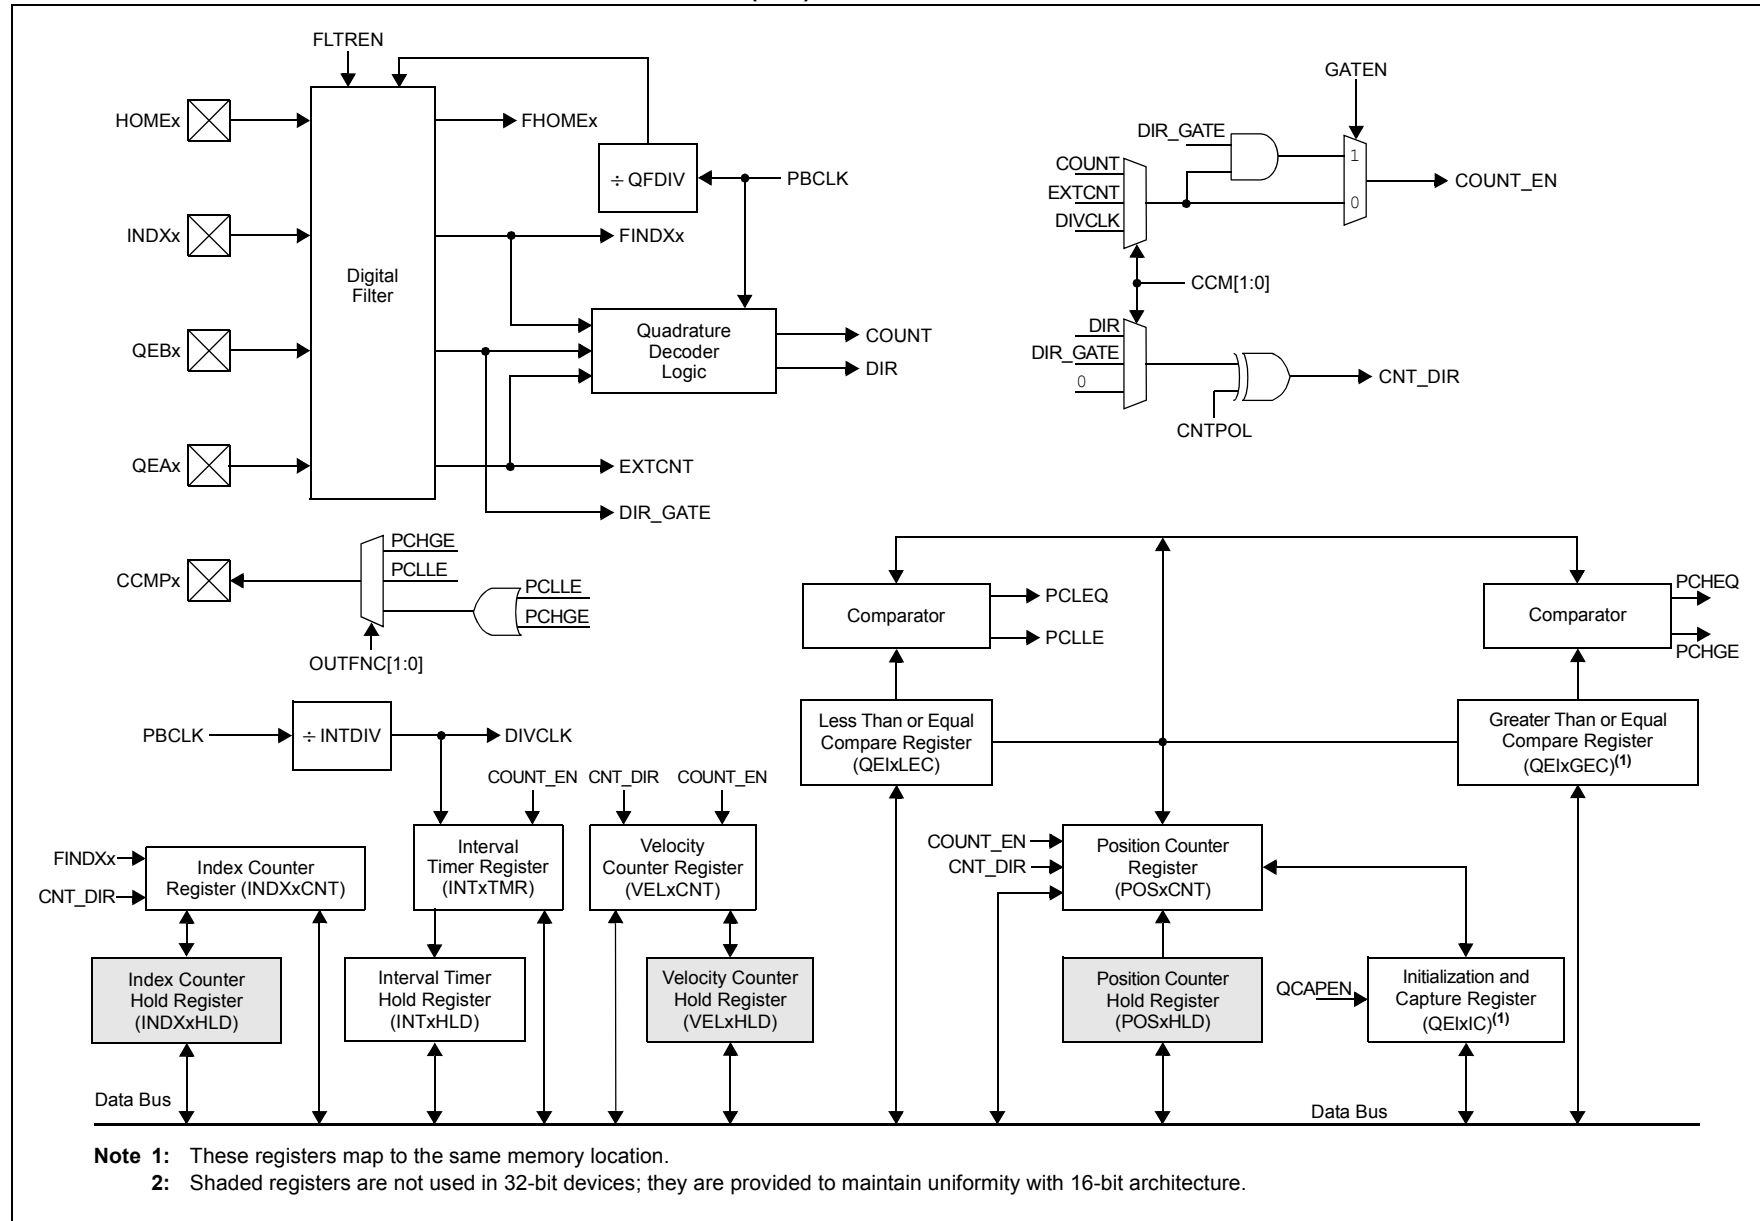 FLTREN
HOMEx
FHOMEx
÷ QFDIV
PBCLK
INDXx
FINDXx
Digital
Filter
QEBx
Quadrature
Decoder
Logic
COUNT
DIR
QEAx
EXTCNT
DIR_GATE
GATEN
DIR_GATE
COUNT
EXTCNT
DIVCLK
1
0
COUNT_EN
CCM[1:0]
DIR
DIR_GATE
0
CNT_DIR
CNTPOL
CCMPx
PCHGE
PCLLE
PCLLE
PCHGE
OUTFNC[1:0]
Comparator
PCLEQ
PCLLE
Comparator
PCHEQ
PCHGE
PBCLK
÷ INTDIV
DIVCLK
Less Than or Equal
Compare Register
(QEIxLEC)
Greater Than or Equal
Compare Register
(QEIxGEC)(1)
COUNT_EN
CNT_DIR
COUNT_EN
FINDXx
CNT_DIR
Index Counter
Register (INDXxCNT)
Interval
Timer Register
(INTxTMR)
Velocity
Counter Register
(VELxCNT)
COUNT_EN
CNT_DIR
Position Counter
Register
(POSxCNT)
Index Counter
Hold Register
(INDXxHLD)
Interval Timer
Hold Register
(INTxHLD)
Velocity Counter
Hold Register
(VELxHLD)
Position Counter
Hold Register
(POSxHLD)
QCAPEN
Initialization and
Capture Register
(QEIxIC)(1)
Data Bus
Data Bus
Note 1: These registers map to the same memory location.
2: Shaded registers are not used in 32-bit devices; they are provided to maintain uniformity with 16-bit architecture.